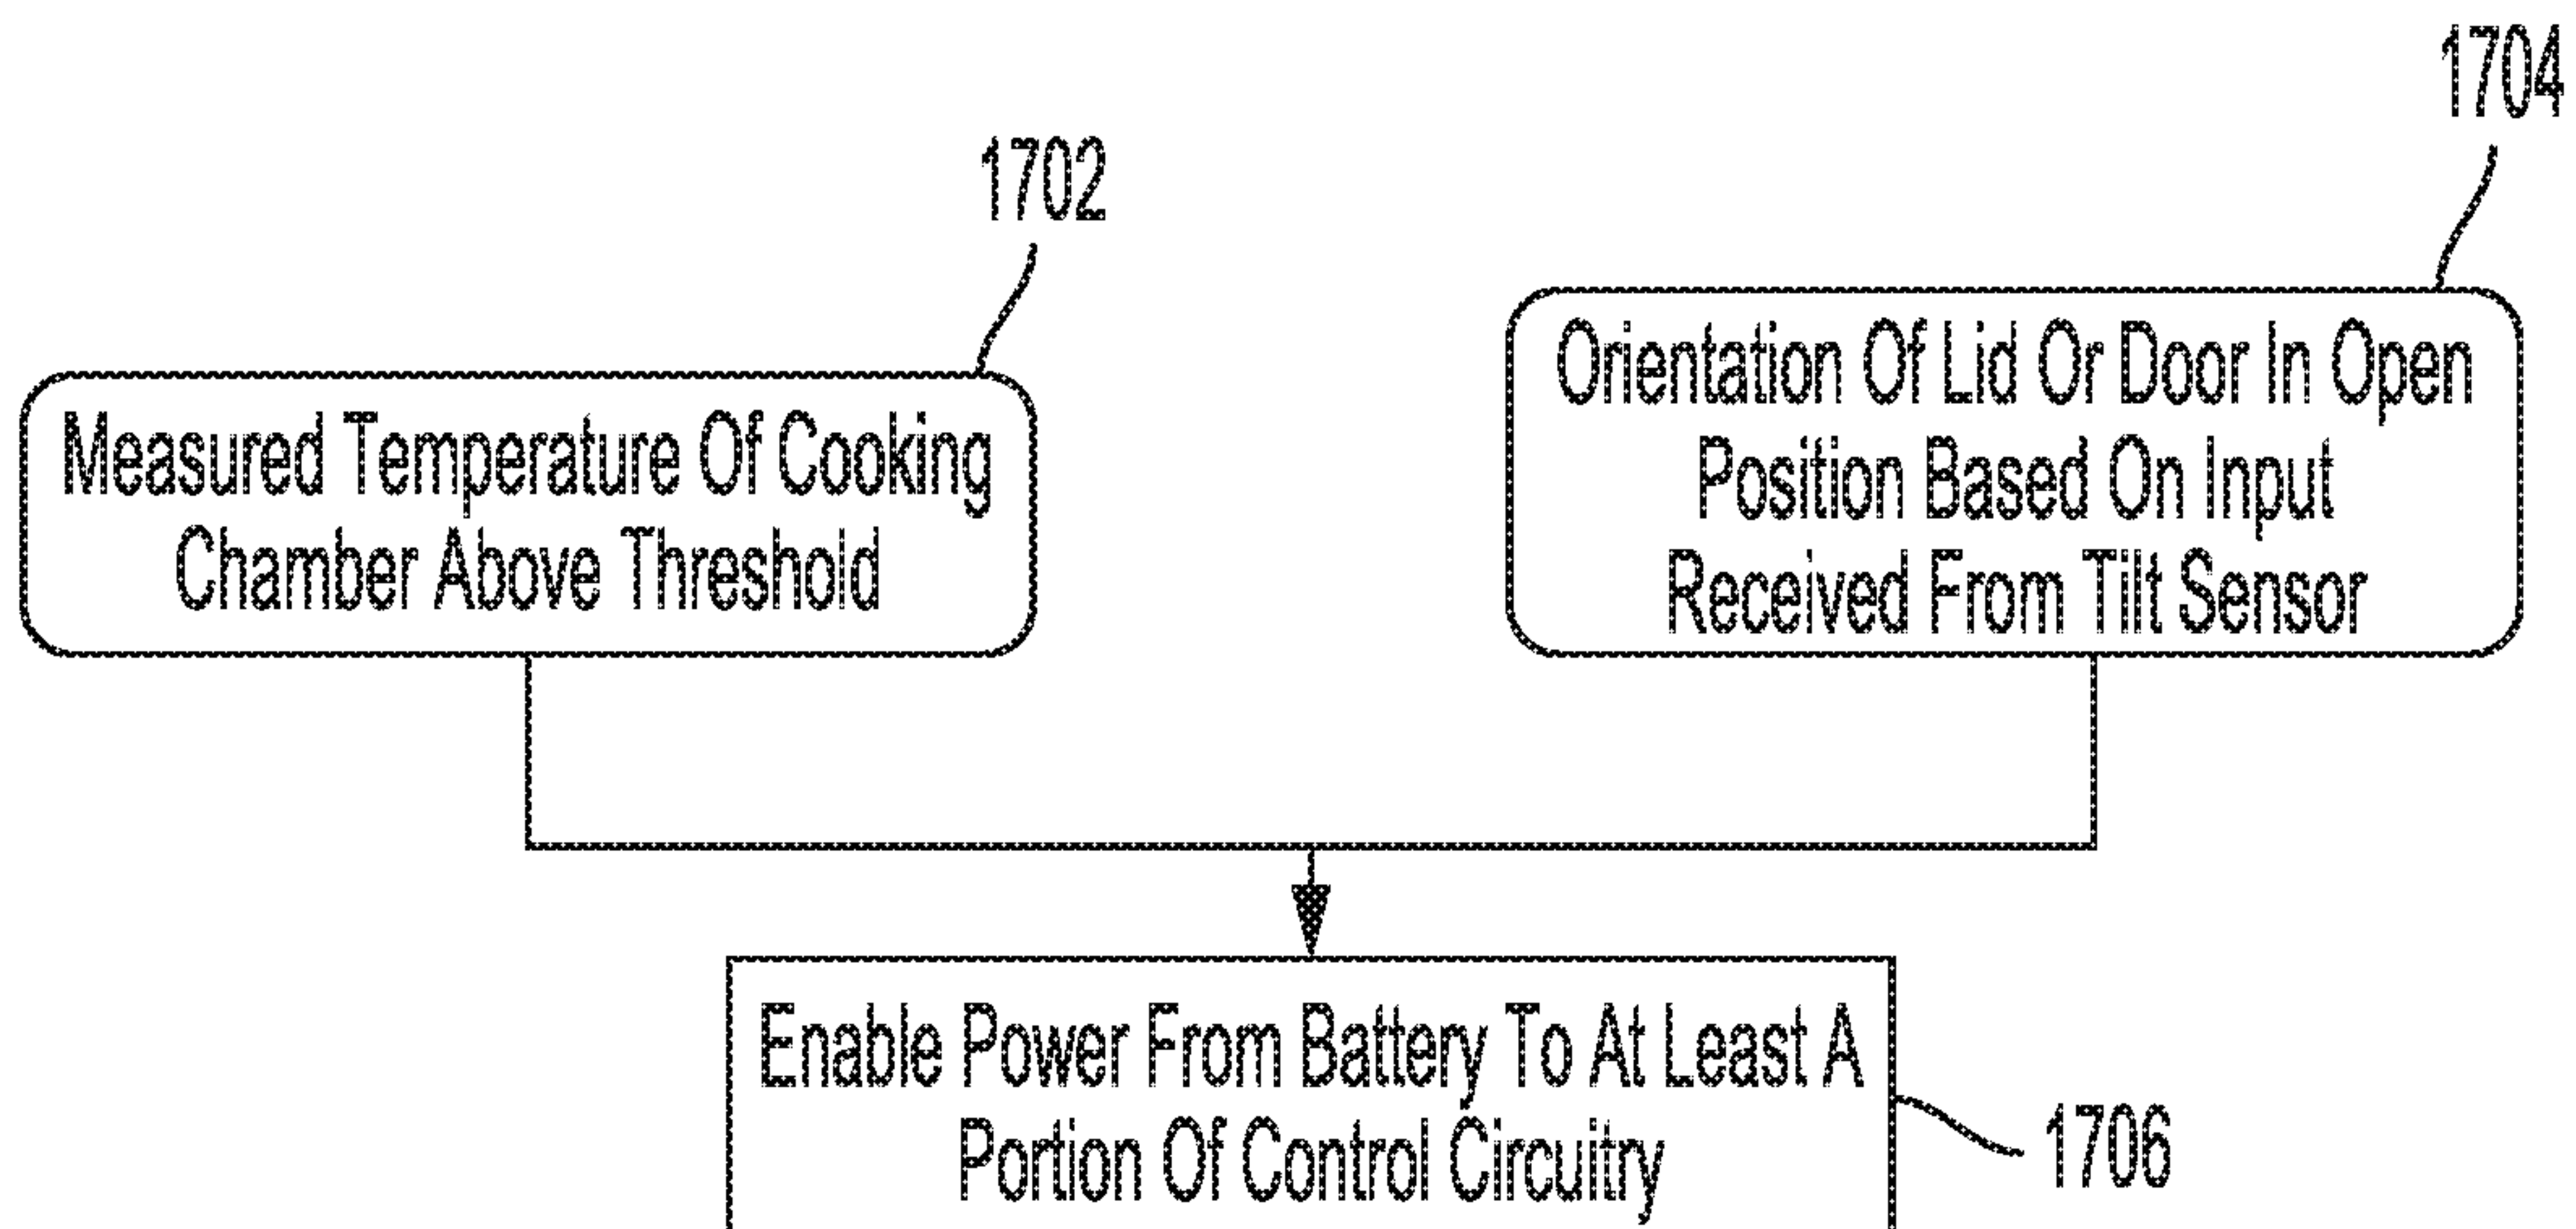 1704
1702
Orientation Of Lid Or Door In Open
Position Based On Input
Received From Tilt Sensor
Measured Temperature Of Cooking
Chamber Above Threshold
Enable Power From Battery To At Least A
Portion Of Control Circuitry
1706